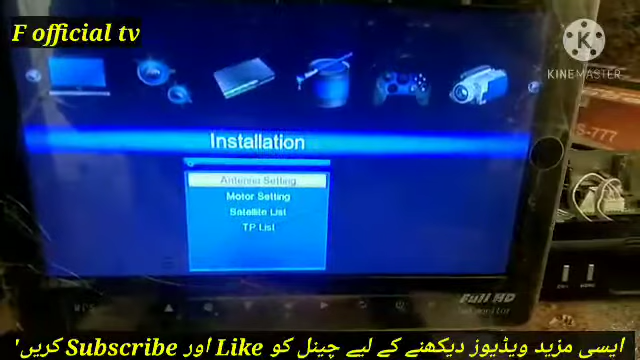 F official tv
KINEMASTER
Installation
Antenna Setting
Motor Setting
Satellite List
TP List
S-777
Full HD
ایسی مزید ویڈیوز دیکھنے کے لیے چینل کو Like اور Subscribe کریں'